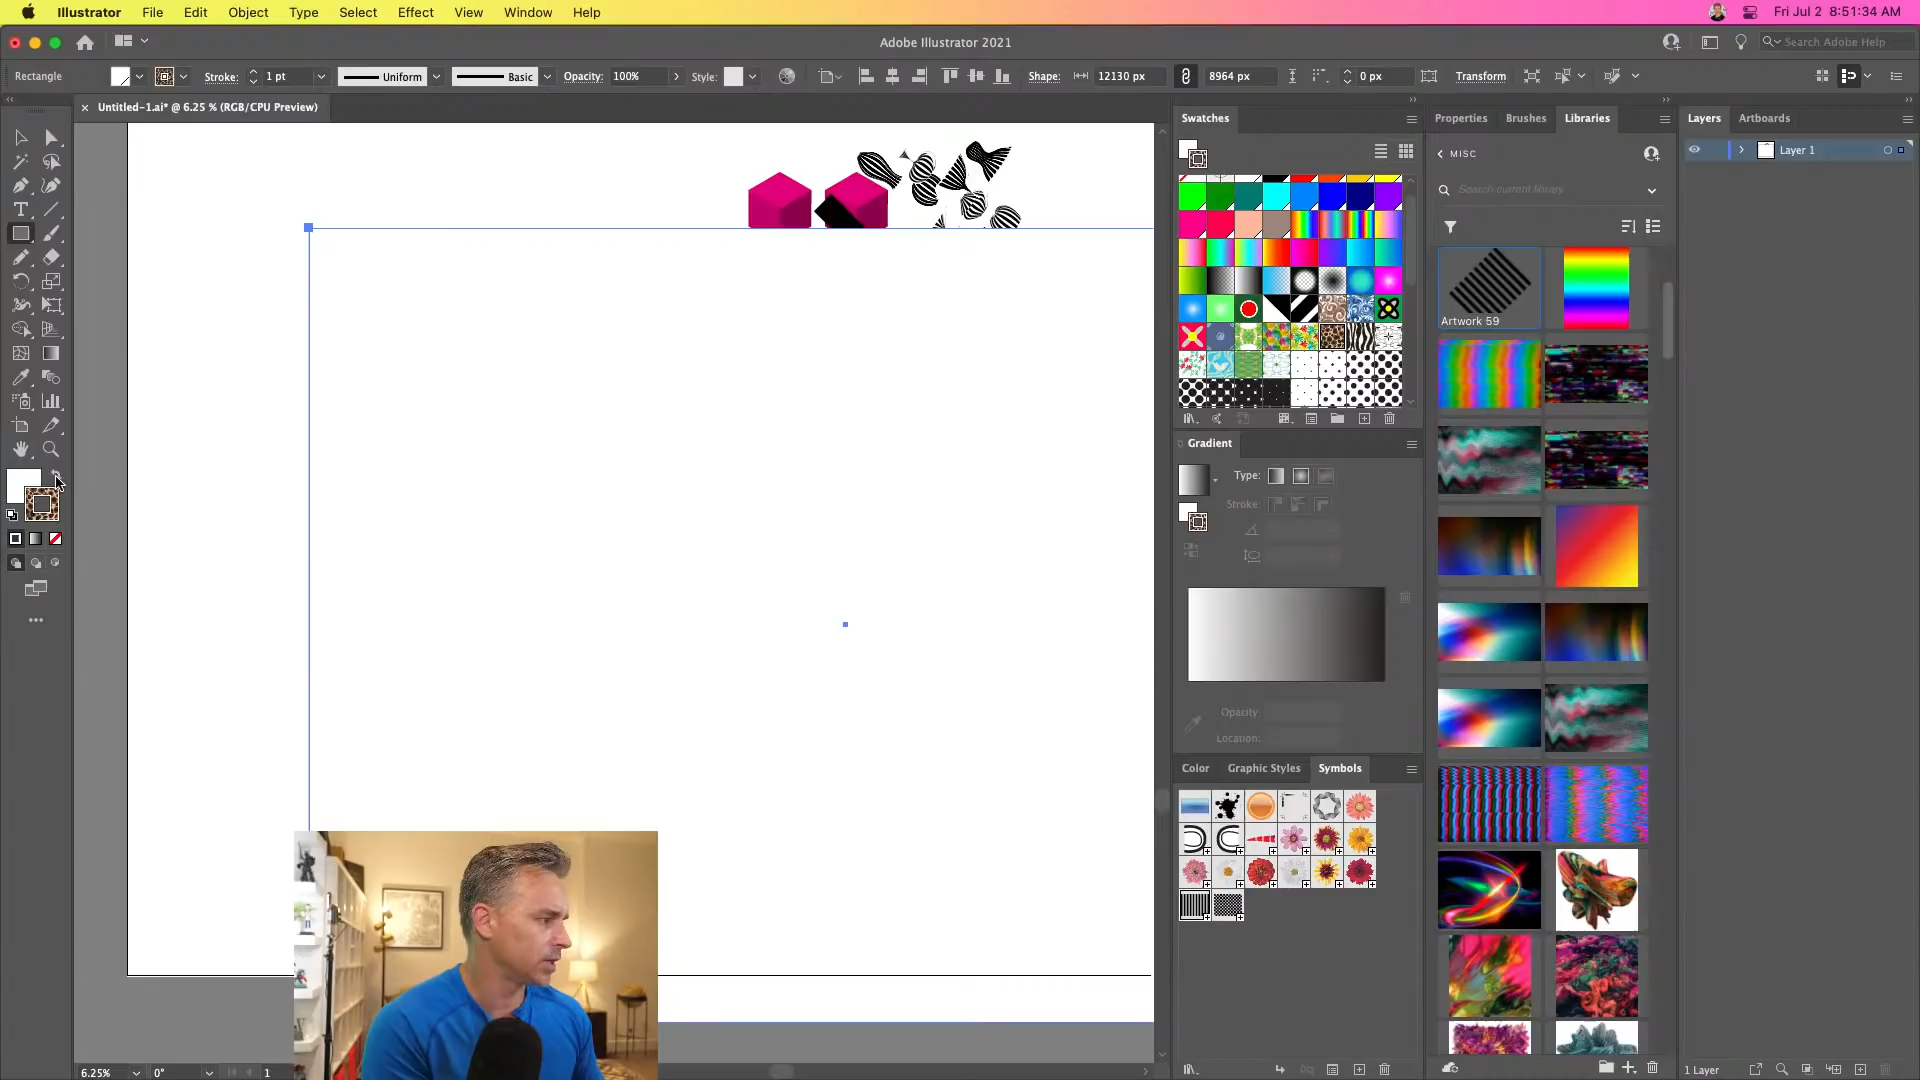 Illustrator File Edit Object Type Select Effect View Window Help
Fri Jul 2 8:51:34 AM
Adobe Illustrator 2021
Search Adobe Help
Rectangle
Stroke: 1 pt
Uniform
Basic
Opacity: 100%
Style:
Shape: 12130 px
8964 px
0 px
Transform
× Untitled-1.ai* @ 6.25 % (RGB/CPU Preview)
Swatches
Properties Brushes Libraries
Layers Artboards
MISC
Layer 1
Search current library
Artwork 59
Gradient
Type:
Stroke:
Opacity:
Location:
Color Graphic Styles Symbols
6.25%
0°
1
1 Layer